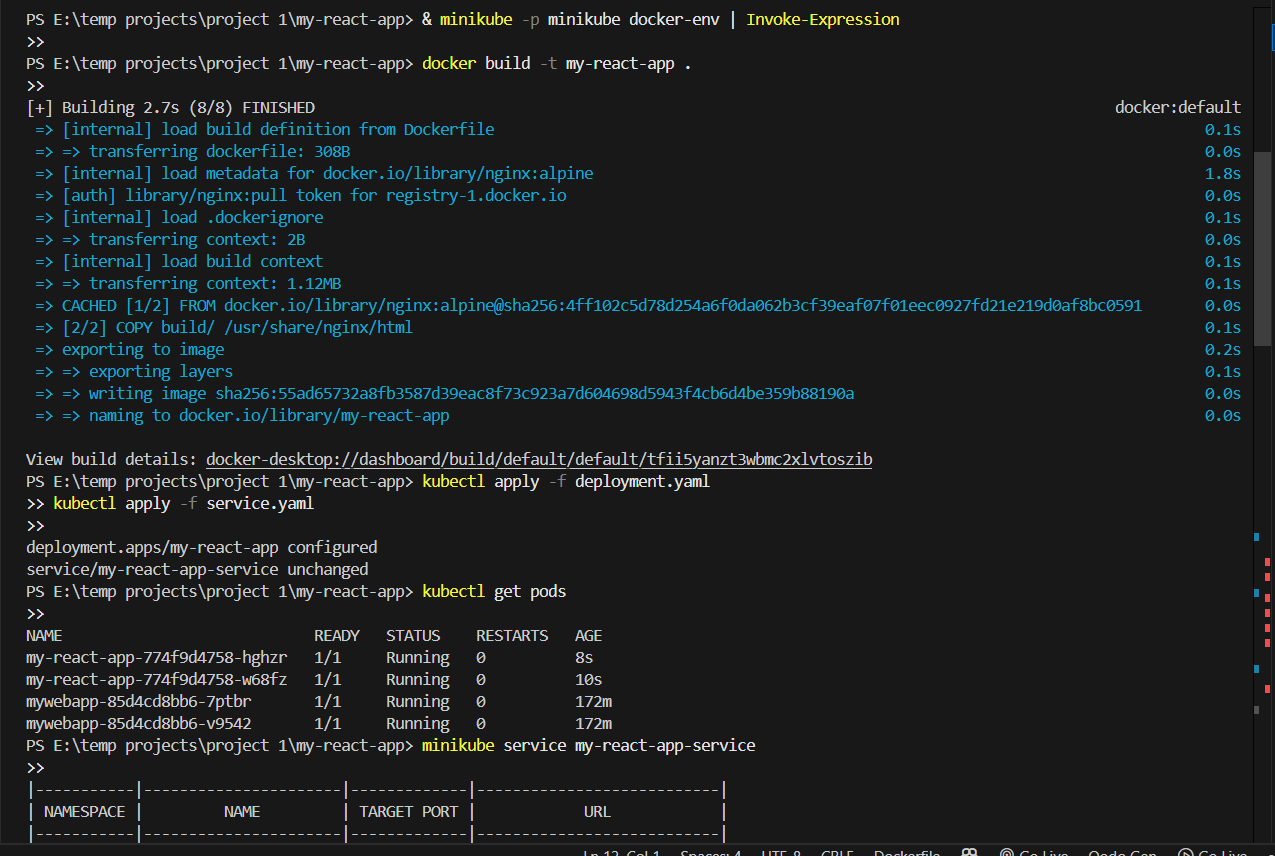 PS E:\temp projects\project 1\my-react-app> & minikube -p minikube docker-env | Invoke-Expression
>>
PS E:\temp projects\project 1\my-react-app> docker build -t my-react-app .
>>
[+] Building 2.7s (8/8) FINISHED docker:default
=> [internal] load build definition from Dockerfile 0.1s
=> => transferring dockerfile: 308B 0.0s
=> [internal] load metadata for docker.io/library/nginx:alpine 1.8s
=> [auth] library/nginx:pull token for registry-1.docker.io 0.0s
=> [internal] load .dockerignore 0.1s
=> => transferring context: 2B 0.0s
=> [internal] load build context 0.1s
=> => transferring context: 1.12MB 0.1s
=> CACHED [1/2] FROM docker.io/library/nginx:alpine@sha256:4ff102c5d78d254a6f0da062b3cf39eaf07f01eec0927fd21e219d0af8bc0591 0.0s
=> [2/2] COPY build/ /usr/share/nginx/html 0.1s
=> exporting to image 0.2s
=> => exporting layers 0.1s
=> => writing image sha256:55ad65732a8fb3587d39eac8f73c923a7d604698d5943f4cb6d4be359b88190a 0.0s
=> => naming to docker.io/library/my-react-app 0.0s
View build details: docker-desktop://dashboard/build/default/default/tfii5yanzt3wbmc2xlvtoszib
PS E:\temp projects\project 1\my-react-app> kubectl apply -f deployment.yaml
>> kubectl apply -f service.yaml
>>
deployment.apps/my-react-app configured
service/my-react-app-service unchanged
PS E:\temp projects\project 1\my-react-app> kubectl get pods
>>
NAME READY STATUS RESTARTS AGE
my-react-app-774f9d4758-hghzr 1/1 Running 0 8s
my-react-app-774f9d4758-w68fz 1/1 Running 0 10s
mywebapp-85d4cd8bb6-7ptbr 1/1 Running 0 172m
mywebapp-85d4cd8bb6-v9542 1/1 Running 0 172m
PS E:\temp projects\project 1\my-react-app> minikube service my-react-app-service
>>
|-----------|----------------------|-------------|---------------------------|
| NAMESPACE | NAME | TARGET PORT | URL |
|-----------|----------------------|-------------|---------------------------|
Ln 12, Col 1 Spaces: 4 UTF-8 CRLF Dockerfile Go Live Qodo Gen Go Live